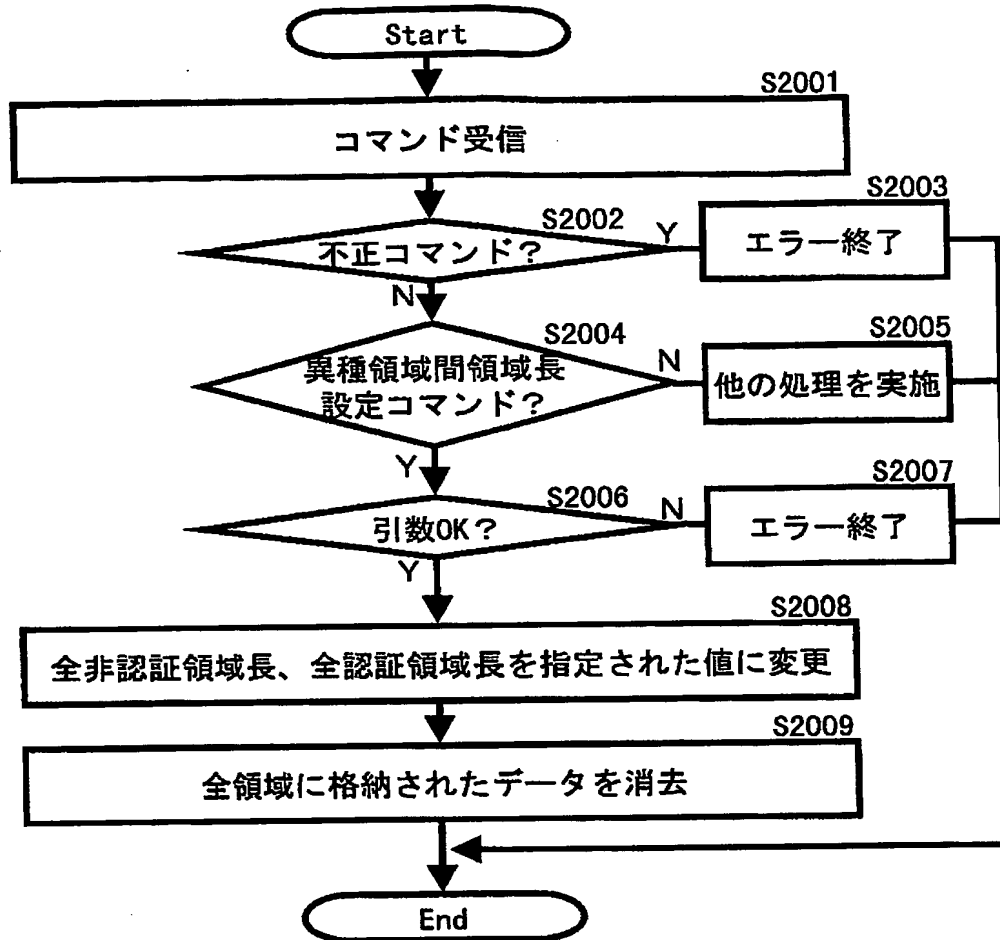 Start
S2001
コマンド受信
S2002
不正コマンド？
Y
N
S2003
エラー終了
S2004
異種領域間領域長
設定コマンド？
N
Y
S2005
他の処理を実施
S2006
引数OK？
N
Y
S2007
エラー終了
S2008
全非認証領域長、全認証領域長を指定された値に変更
S2009
全領域に格納されたデータを消去
End